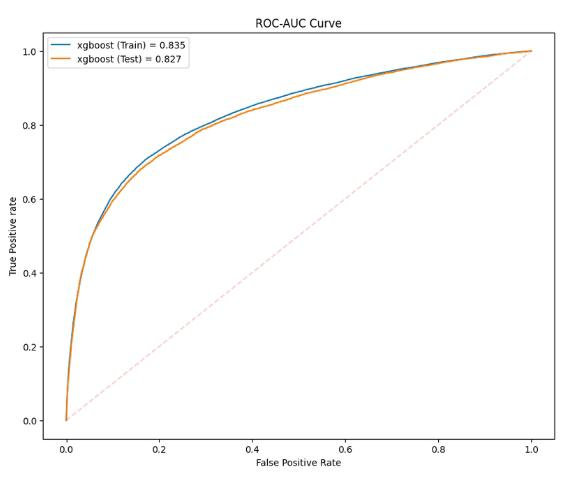 ROC-AUC Curve
xgboost (Train) = 0.835
xgboost (Test) = 0.827
1.0
0.8
0.6
0.4
0.2
0.0
True Positive rate
0.0 0.2 0.4 0.6 0.8 1.0
False Positive Rate